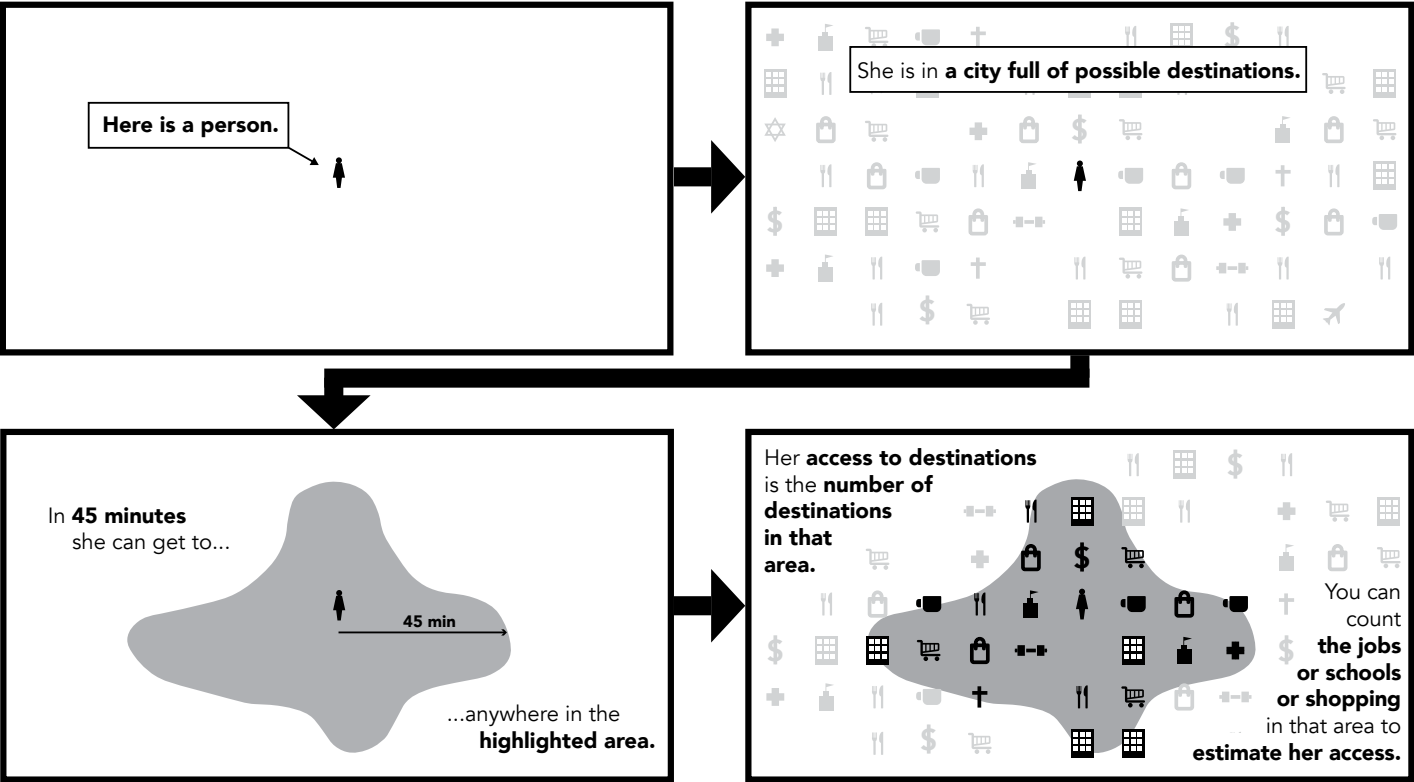 Here is a person.
She is in a city full of possible destinations.
In 45 minutes
she can get to...
45 min
...anywhere in the
highlighted area.
Her access to destinations
is the number of
destinations
in that
area.
You can
count
the jobs
or schools
or shopping
in that area to
estimate her access.